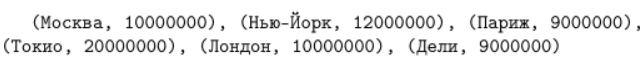 (Москва, 10000000), (Нью-Йорк, 12000000), (Париж, 9000000),
(Токио, 20000000), (Лондон, 10000000), (Дели, 9000000)